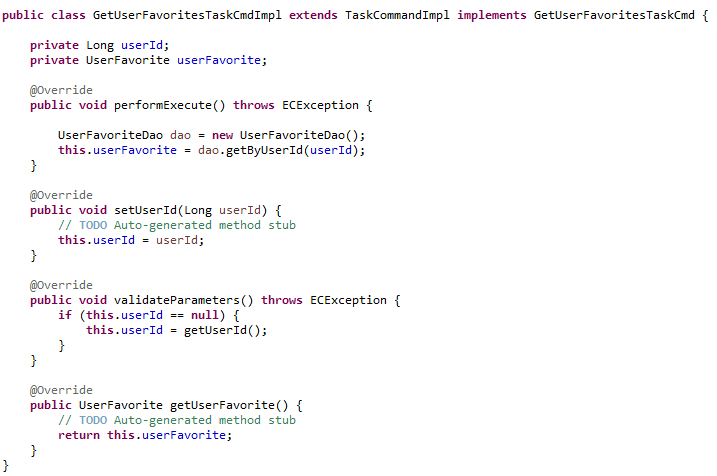 public class GetUserFavoritesTaskCmdImpl extends TaskCommandImpl implements GetUserFavoritesTaskCmd {
private Long userId;
private UserFavorite userFavorite;
@Override
public void performExecute() throws ECException {
UserFavoriteDao dao = new UserFavoriteDao();
this.userFavorite = dao.getByUserId(userId);
}
@Override
public void setUserId(Long userId) {
// TODO Auto-generated method stub
this.userId = userId;
}
@Override
public void validateParameters() throws ECException {
if (this.userId == null) {
this.userId = getUserId();
}
}
@Override
public UserFavorite getUserFavorite() {
// TODO Auto-generated method stub
return this.userFavorite;
}
}